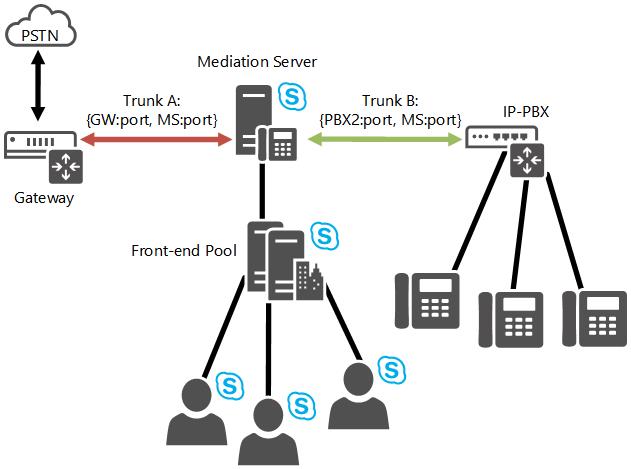 PSTN
Mediation Server
Trunk A:
{GW:port, MS:port}
Trunk B:
{PBX2:port, MS:port}
IP-PBX
Gateway
Front-end Pool
S
S
S
S
S